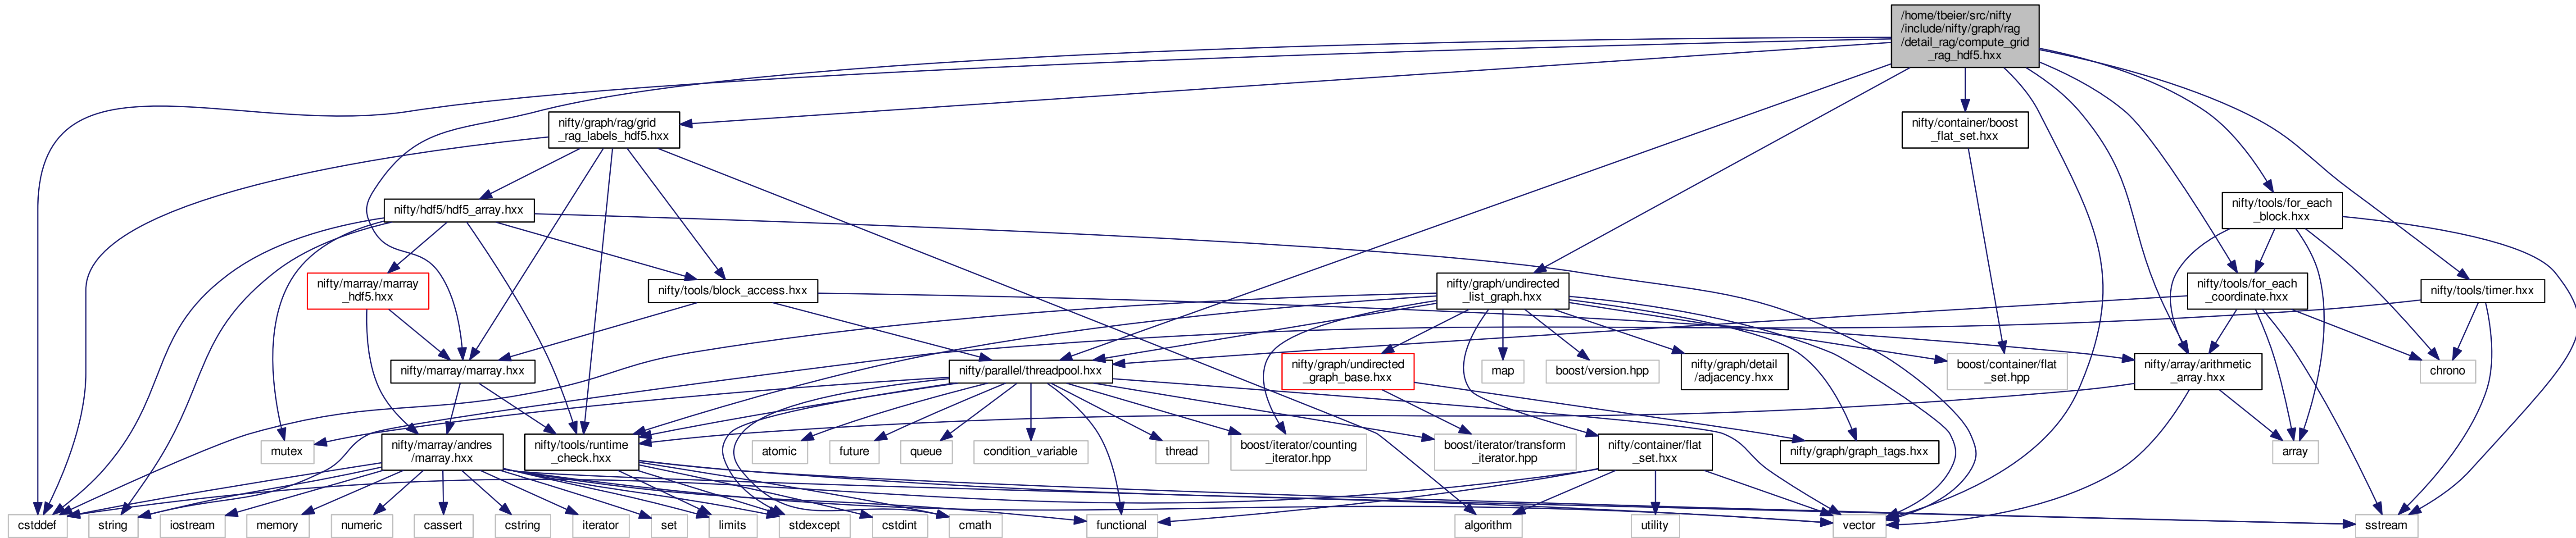 /home/tbeier/src/nifty
/include/nifty/graph/rag
/detail_rag/compute_grid
_rag_hdf5.hxx
nifty/graph/rag/grid
_rag_labels_hdf5.hxx
nifty/container/boost
_flat_set.hxx
nifty/hdf5/hdf5_array.hxx
nifty/tools/for_each
_block.hxx
nifty/marray/marray
_hdf5.hxx
nifty/tools/block_access.hxx
nifty/graph/undirected
_list_graph.hxx
nifty/tools/for_each
_coordinate.hxx
nifty/tools/timer.hxx
nifty/marray/marray.hxx
nifty/parallel/threadpool.hxx
nifty/graph/undirected
_graph_base.hxx
map
boost/version.hpp
nifty/graph/detail
/adjacency.hxx
boost/container/flat
_set.hpp
nifty/array/arithmetic
_array.hxx
chrono
mutex
nifty/marray/andres
/marray.hxx
nifty/tools/runtime
_check.hxx
atomic
future
queue
condition_variable
thread
boost/iterator/counting
_iterator.hpp
boost/iterator/transform
_iterator.hpp
nifty/container/flat
_set.hxx
nifty/graph/graph_tags.hxx
array
cstddef
string
iostream
memory
numeric
cassert
cstring
iterator
set
limits
stdexcept
cstdint
cmath
functional
algorithm
utility
vector
sstream